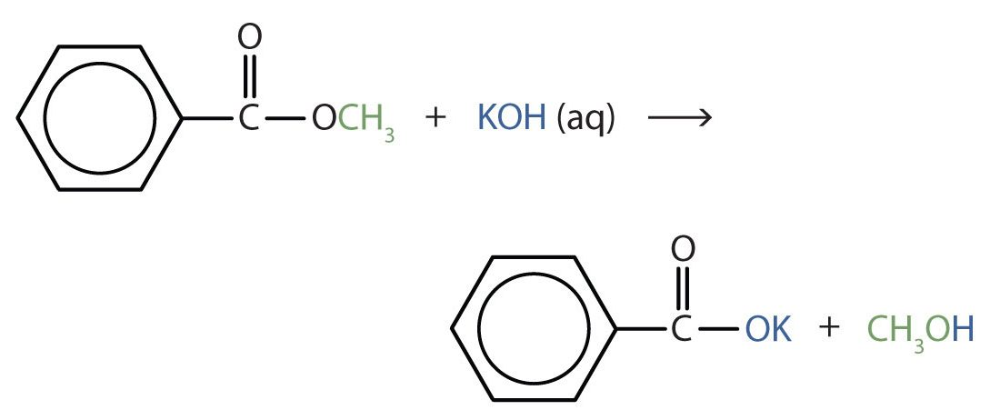 O
C OCH₃ + KOH (aq) ⟶
O
C OK + CH₃OH